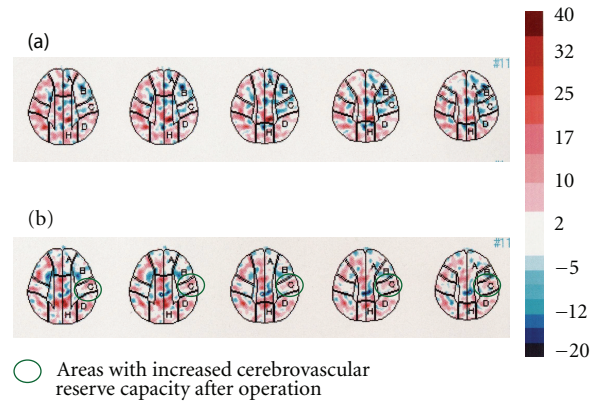 (a)
#11
A A A A A
B B B B B
C C C C C
D D D D D
H H H H H
(b)
#11
A A A A A
B B B B B
C C C C C
D D D D D
H H H H H
40
32
25
17
10
2
−5
−12
−20
Areas with increased cerebrovascular
reserve capacity after operation